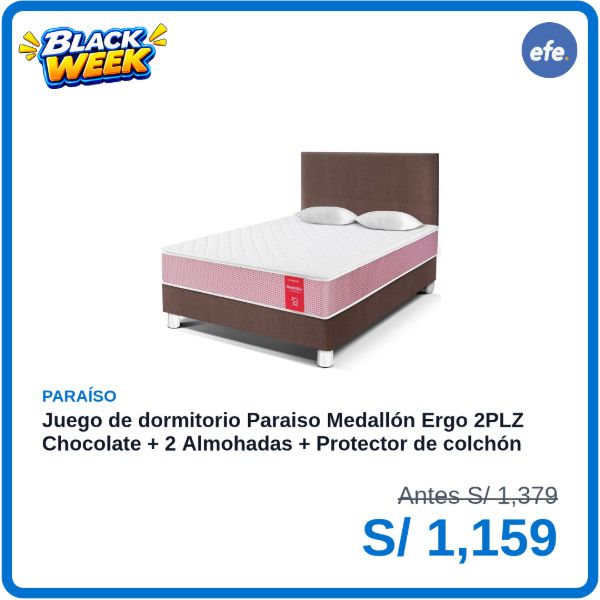 BLACK
WEEK
efe.
PARAÍSO
Juego de dormitorio Paraiso Medallón Ergo 2PLZ
Chocolate + 2 Almohadas + Protector de colchón
Antes S/ 1,379
S/ 1,159